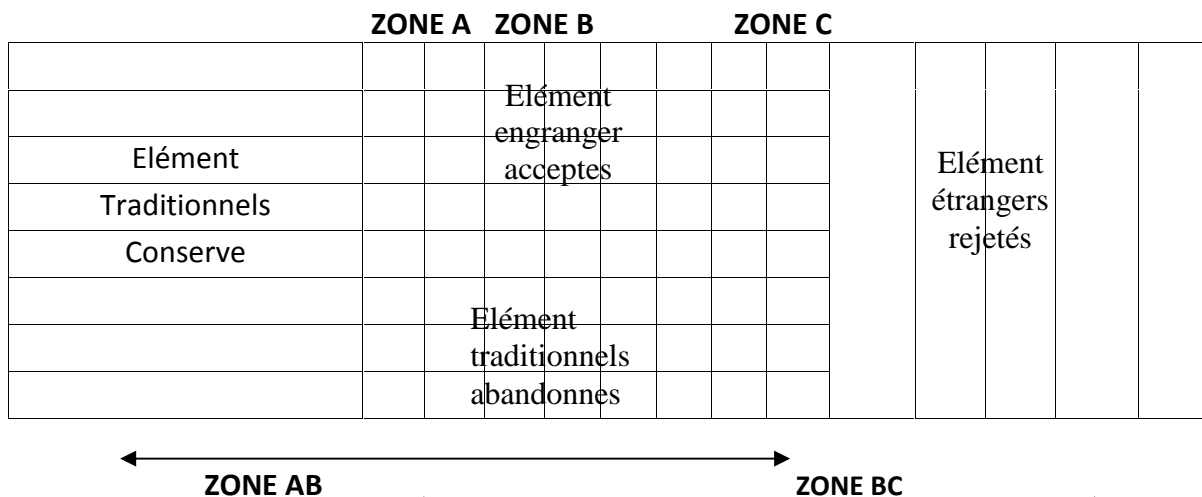 ZONE A ZONE B ZONE C
Elément
engranger
acceptes
Elément
Traditionnels
Conserve
Elément
étrangers
rejetés
Elément
traditionnels
abandonnes
ZONE AB ZONE BC